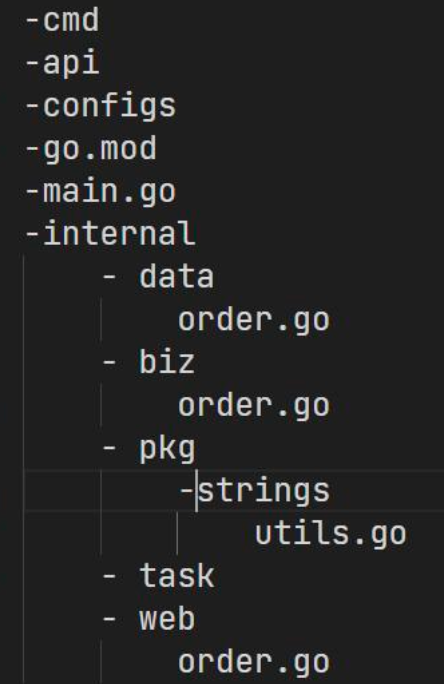 -cmd
-api
-configs
-go.mod
-main.go
-internal
- data
order.go
- biz
order.go
- pkg
-strings
utils.go
- task
- web
order.go